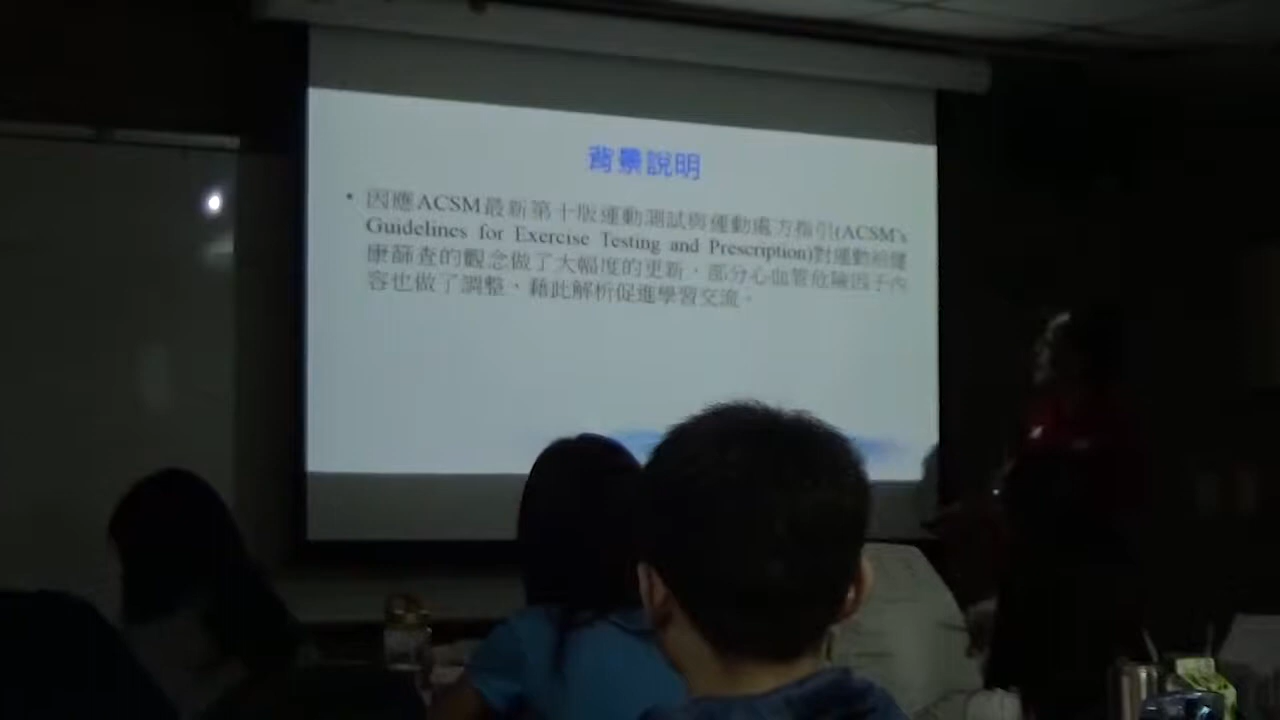 背景說明
• 因應ACSM最新第十版運動測試與運動處方指引(ACSM's
Guidelines for Exercise Testing and Prescription)對運動前健
康篩查的觀念做了大幅度的更新，部分心血管危險因子內
容也做了調整、藉此解析促進學習交流。